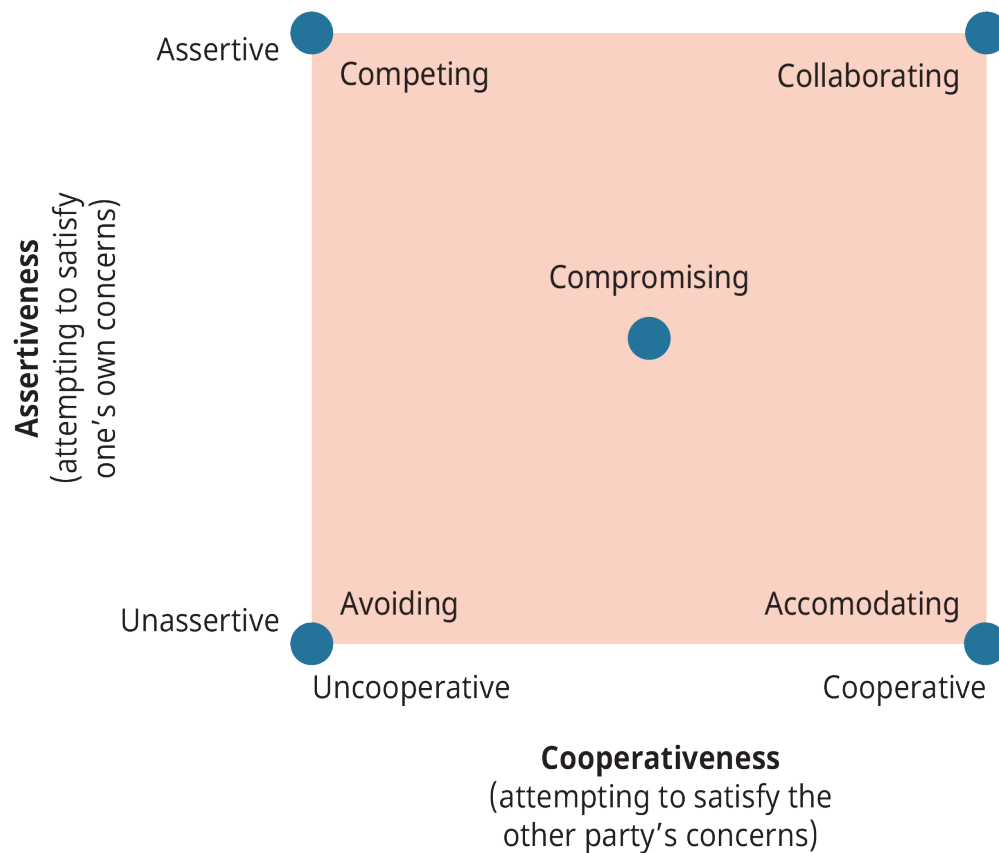 Assertive
Competing
Collaborating
Assertiveness
(attempting to satisfy
one’s own concerns)
Compromising
Avoiding
Accomodating
Unassertive
Uncooperative
Cooperative
Cooperativeness
(attempting to satisfy the
other party’s concerns)